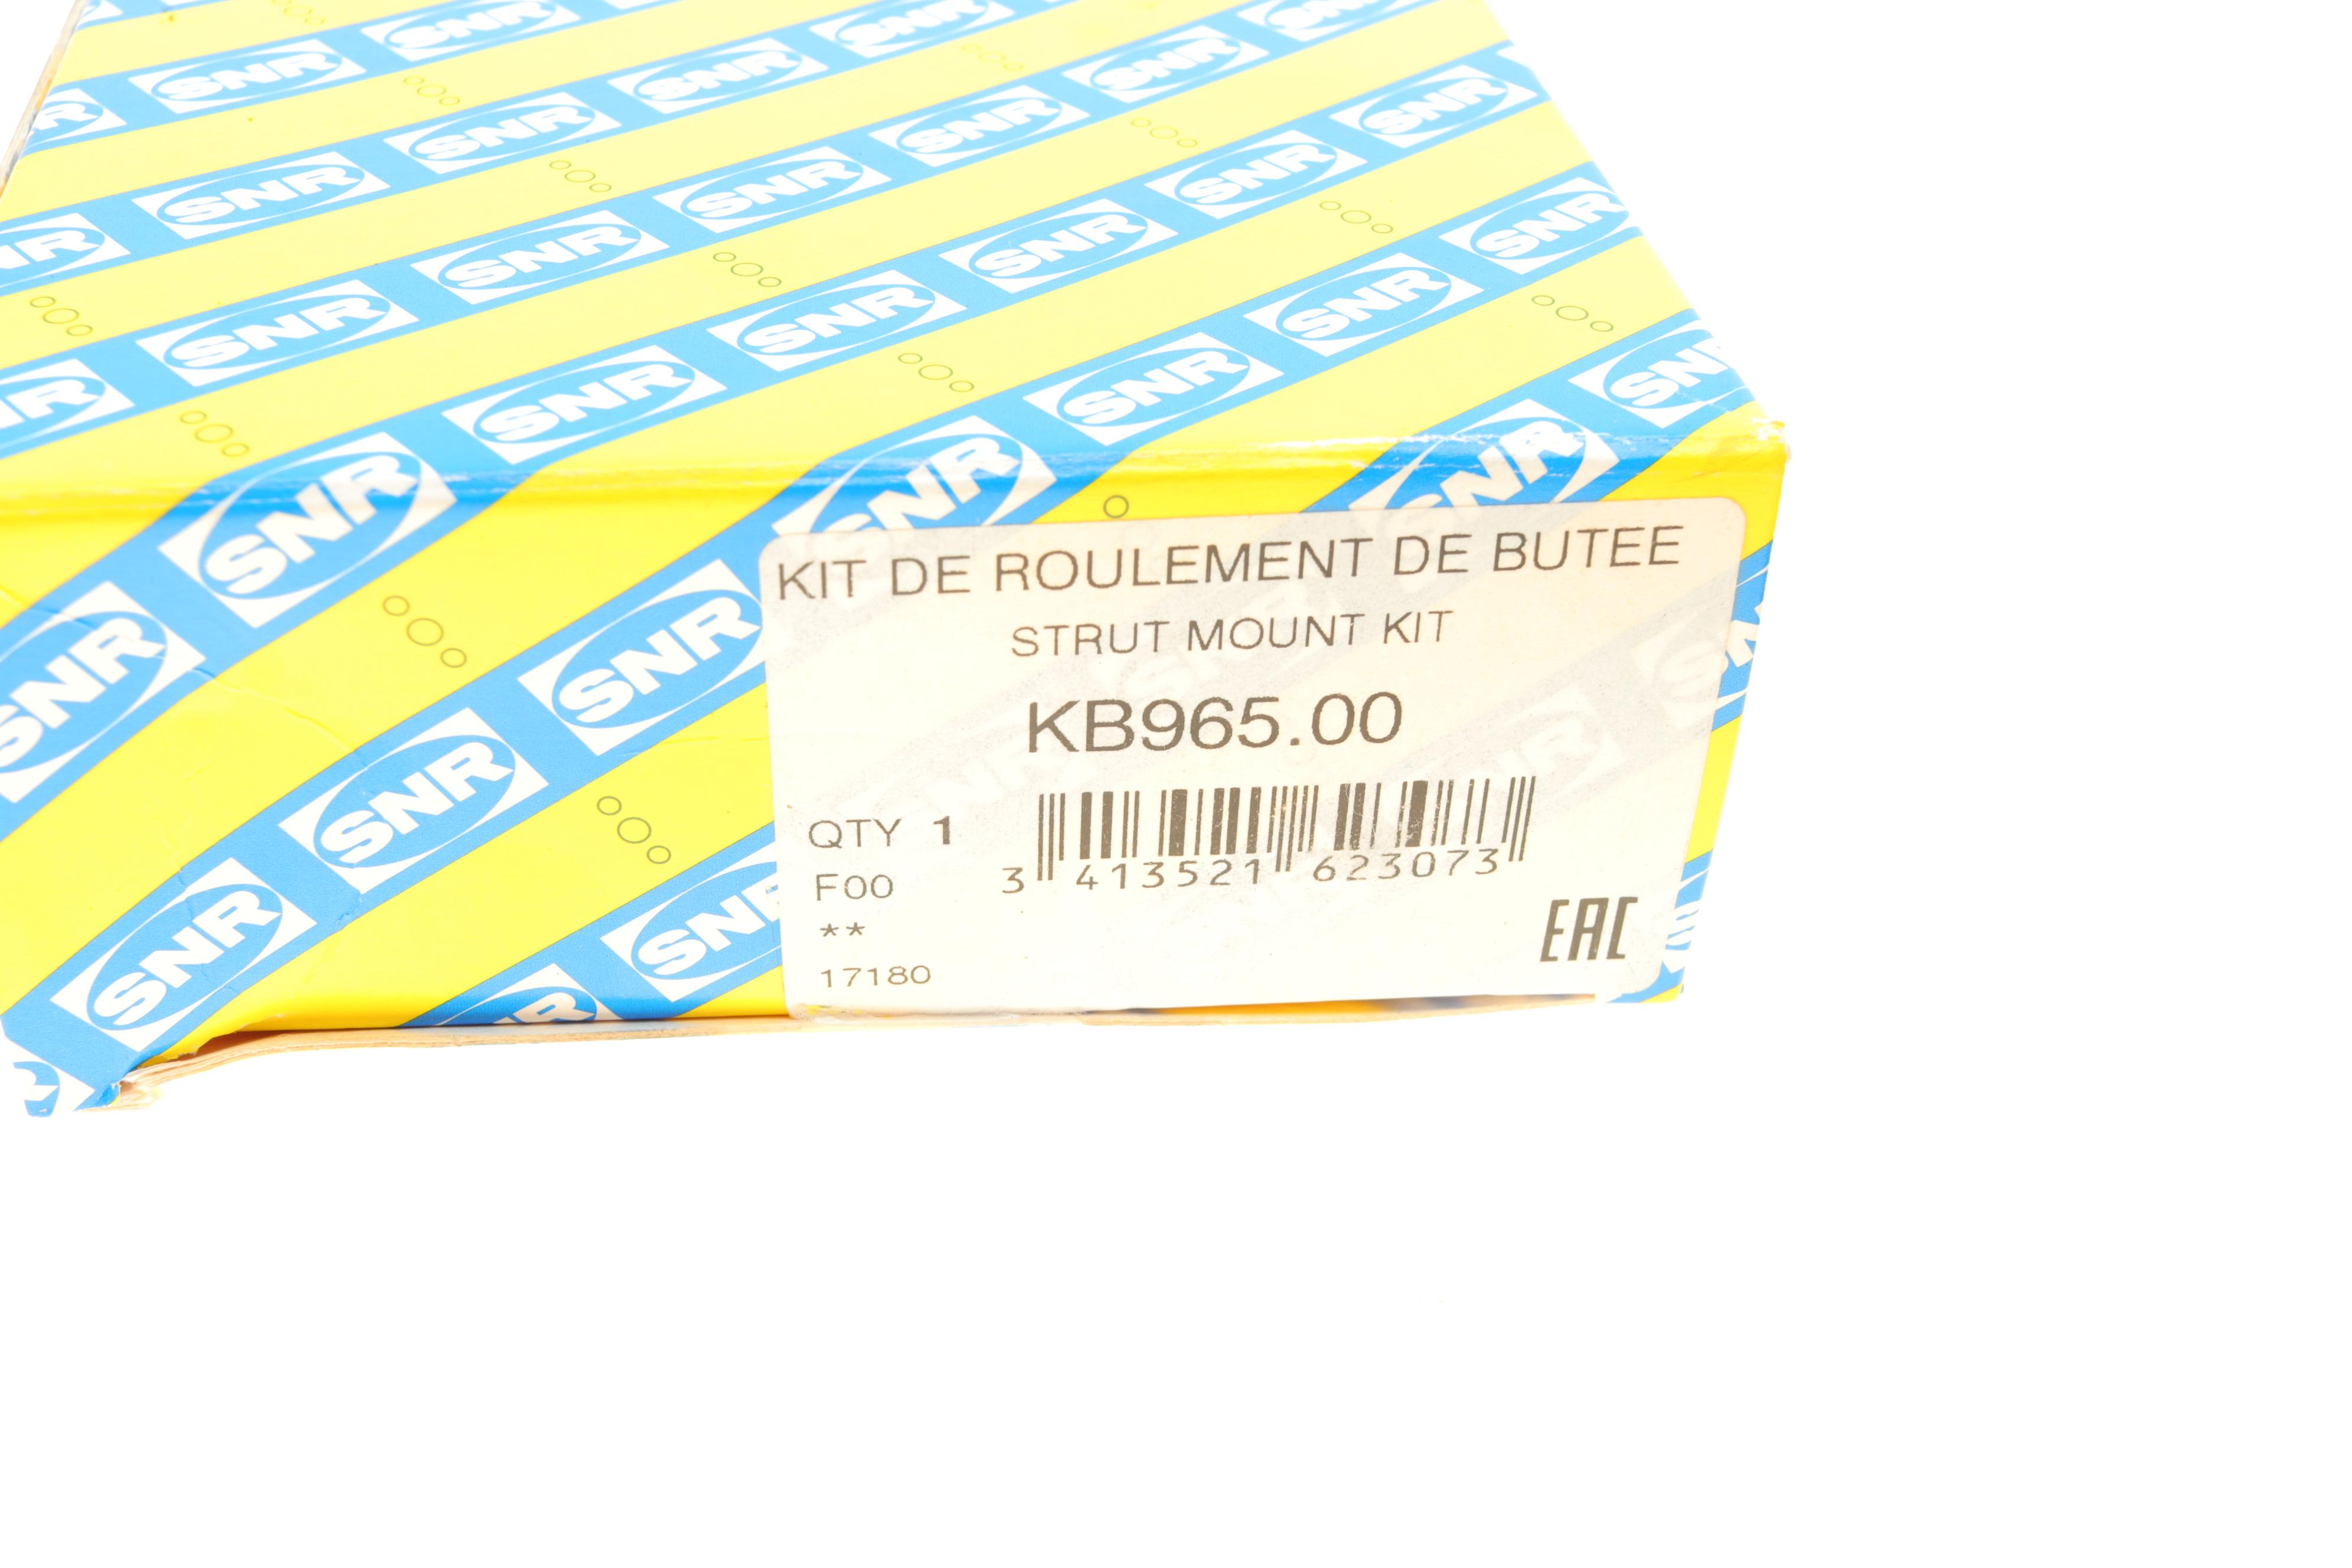 SNR
KIT DE ROULEMENT DE BUTEE
STRUT MOUNT KIT
KB965.00
QTY 1
3 413521 623073
F00
**
17180
EAC